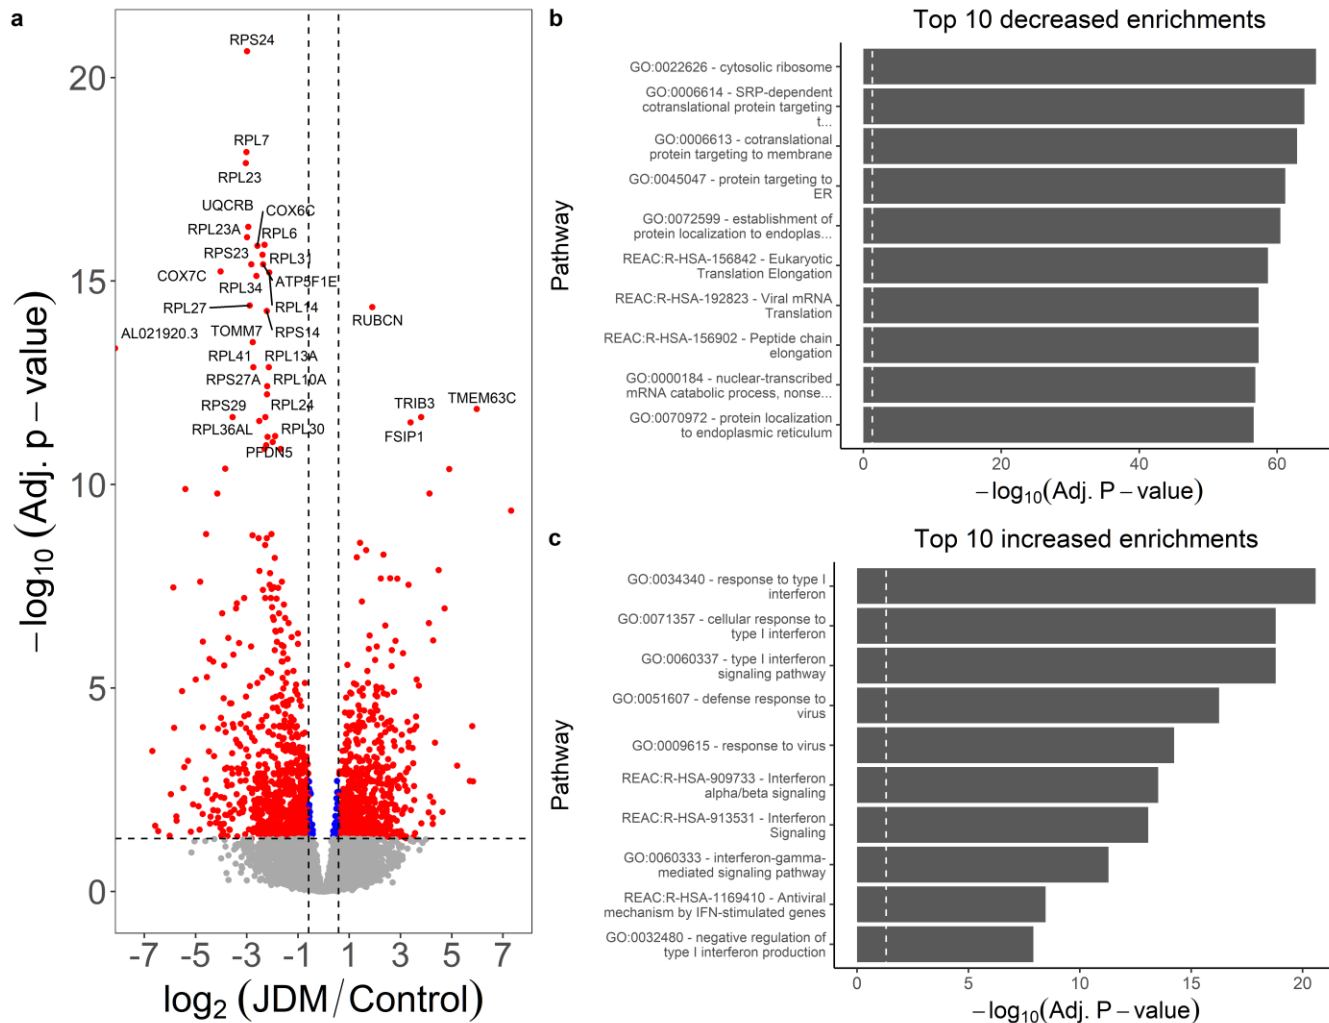 a
RPS24
RPL7
RPL23
UQCRB
COX6C
RPL23A
RPL6
RPS23
RPL31
COX7C
ATP5F1E
RPL34
RPL27
RPL14
RUBCN
AL021920.3
TOMM7
RPS14
RPL41
RPL13A
RPS27A
RPL10A
RPS29
RPL24
TRIB3
TMEM63C
RPL36AL
RPL30
FSIP1
PFDN5
20
15
10
5
0
−log10 (Adj. p − value)
-7 -5 -3 -1 1 3 5 7
log2 (JDM/Control)
b
Top 10 decreased enrichments
Pathway
GO:0022626 - cytosolic ribosome
GO:0006614 - SRP-dependent
cotranslational protein targeting
t...
GO:0006613 - cotranslational
protein targeting to membrane
GO:0045047 - protein targeting to
ER
GO:0072599 - establishment of
protein localization to endoplas...
REAC:R-HSA-156842 - Eukaryotic
Translation Elongation
REAC:R-HSA-192823 - Viral mRNA
Translation
REAC:R-HSA-156902 - Peptide chain
elongation
GO:0000184 - nuclear-transcribed
mRNA catabolic process, nonse...
GO:0070972 - protein localization
to endoplasmic reticulum
0 20 40 60
−log10(Adj. P − value)
c
Top 10 increased enrichments
Pathway
GO:0034340 - response to type I
interferon
GO:0071357 - cellular response to
type I interferon
GO:0060337 - type I interferon
signaling pathway
GO:0051607 - defense response to
virus
GO:0009615 - response to virus
REAC:R-HSA-909733 - Interferon
alpha/beta signaling
REAC:R-HSA-913531 - Interferon
Signaling
GO:0060333 - interferon-gamma-
mediated signaling pathway
REAC:R-HSA-1169410 - Antiviral
mechanism by IFN-stimulated genes
GO:0032480 - negative regulation of
type I interferon production
0 5 10 15 20
−log10(Adj. P − value)